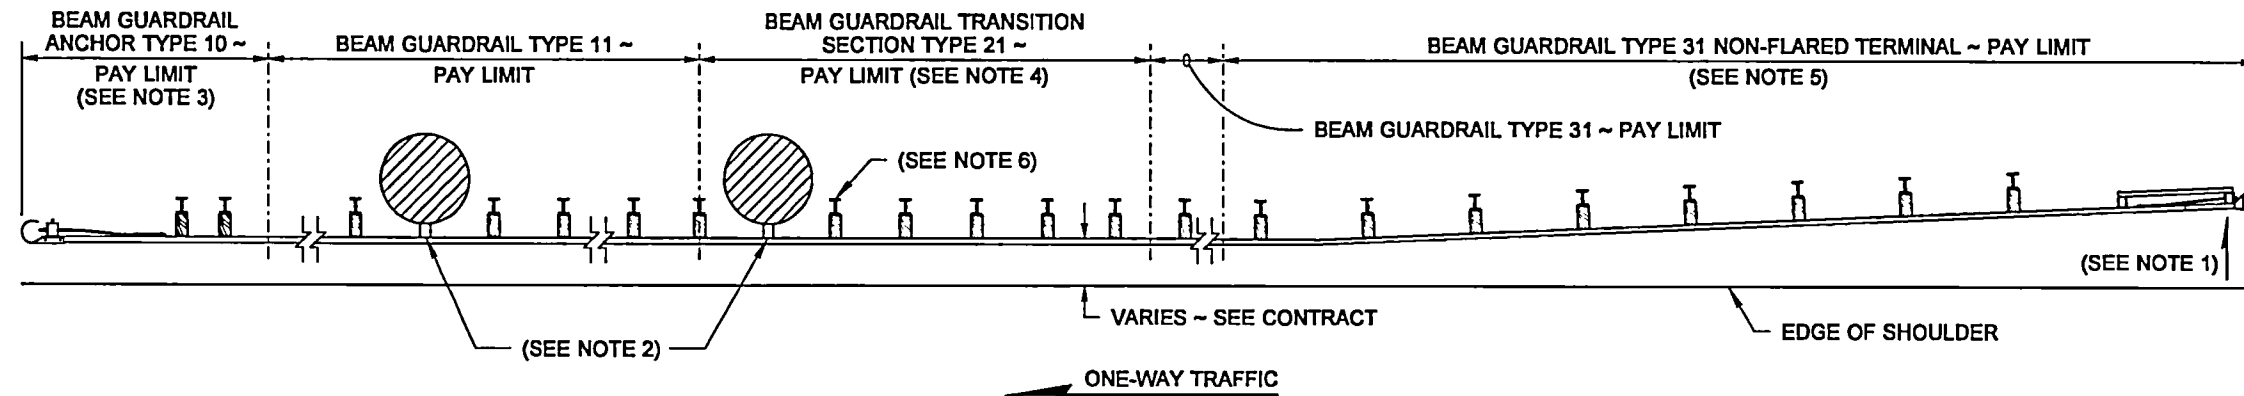 BEAM GUARDRAIL
ANCHOR TYPE 10 ~
PAY LIMIT
(SEE NOTE 3)
BEAM GUARDRAIL TYPE 11 ~
PAY LIMIT
BEAM GUARDRAIL TRANSITION
SECTION TYPE 21 ~
PAY LIMIT (SEE NOTE 4)
BEAM GUARDRAIL TYPE 31 NON-FLARED TERMINAL ~ PAY LIMIT
(SEE NOTE 5)
BEAM GUARDRAIL TYPE 31 ~ PAY LIMIT
(SEE NOTE 6)
(SEE NOTE 1)
(SEE NOTE 2)
VARIES ~ SEE CONTRACT
EDGE OF SHOULDER
ONE-WAY TRAFFIC